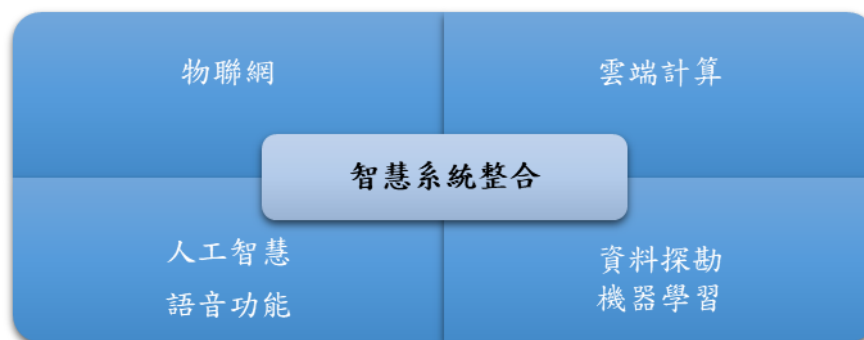 物聯網
雲端計算
智慧系統整合
人工智慧
語音功能
資料探勘
機器學習